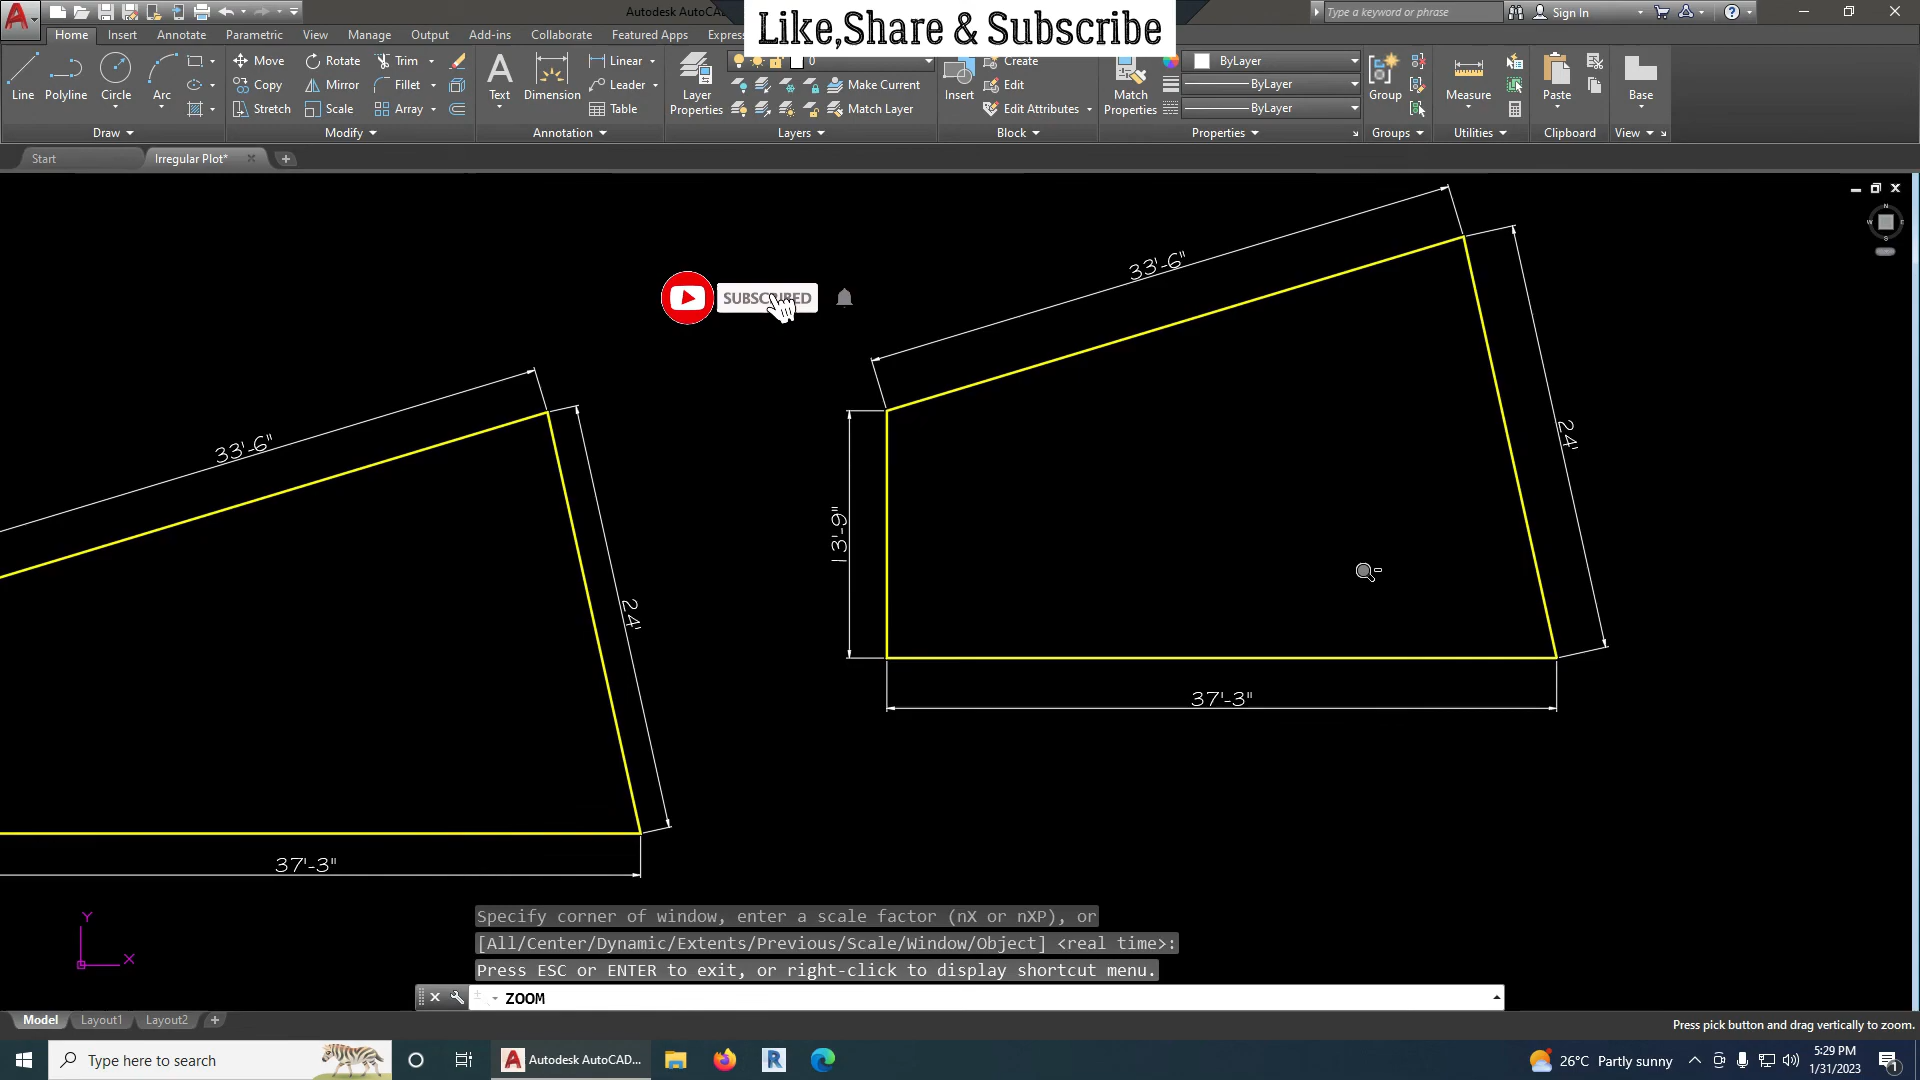 Autodesk AutoCA
Like,Share & Subscribe
Type a keyword or phrase
Sign In
Home Insert Annotate Parametric View Manage Output Add-ins Collaborate Featured Apps Expres
Line Polyline Circle Arc
Move Rotate Trim
Copy Mirror Fillet
Stretch Scale Array
Text Dimension
Linear
Leader
Table
Layer Properties
0
Make Current
Match Layer
Insert
Create
Edit
Edit Attributes
Match Properties
ByLayer
ByLayer
ByLayer
Group
Measure
Paste
Base
Draw Modify Annotation Layers Block Properties Groups Utilities Clipboard View
Start Irregular Plot*
N
W
S
33'-6"
SUBSCRIBED
33'-6"
24'
13'-6"
24'
37'-3"
37'-3"
Y
X
Specify corner of window, enter a scale factor (nX or nXP), or
[All/Center/Dynamic/Extents/Previous/Scale/Window/Object] <real time>:
Press ESC or ENTER to exit, or right-click to display shortcut menu.
ZOOM
Model Layout1 Layout2
Press pick button and drag vertically to zoom.
Type here to search
Autodesk AutoCAD...
26°C Partly sunny
5:29 PM
1/31/2023
1